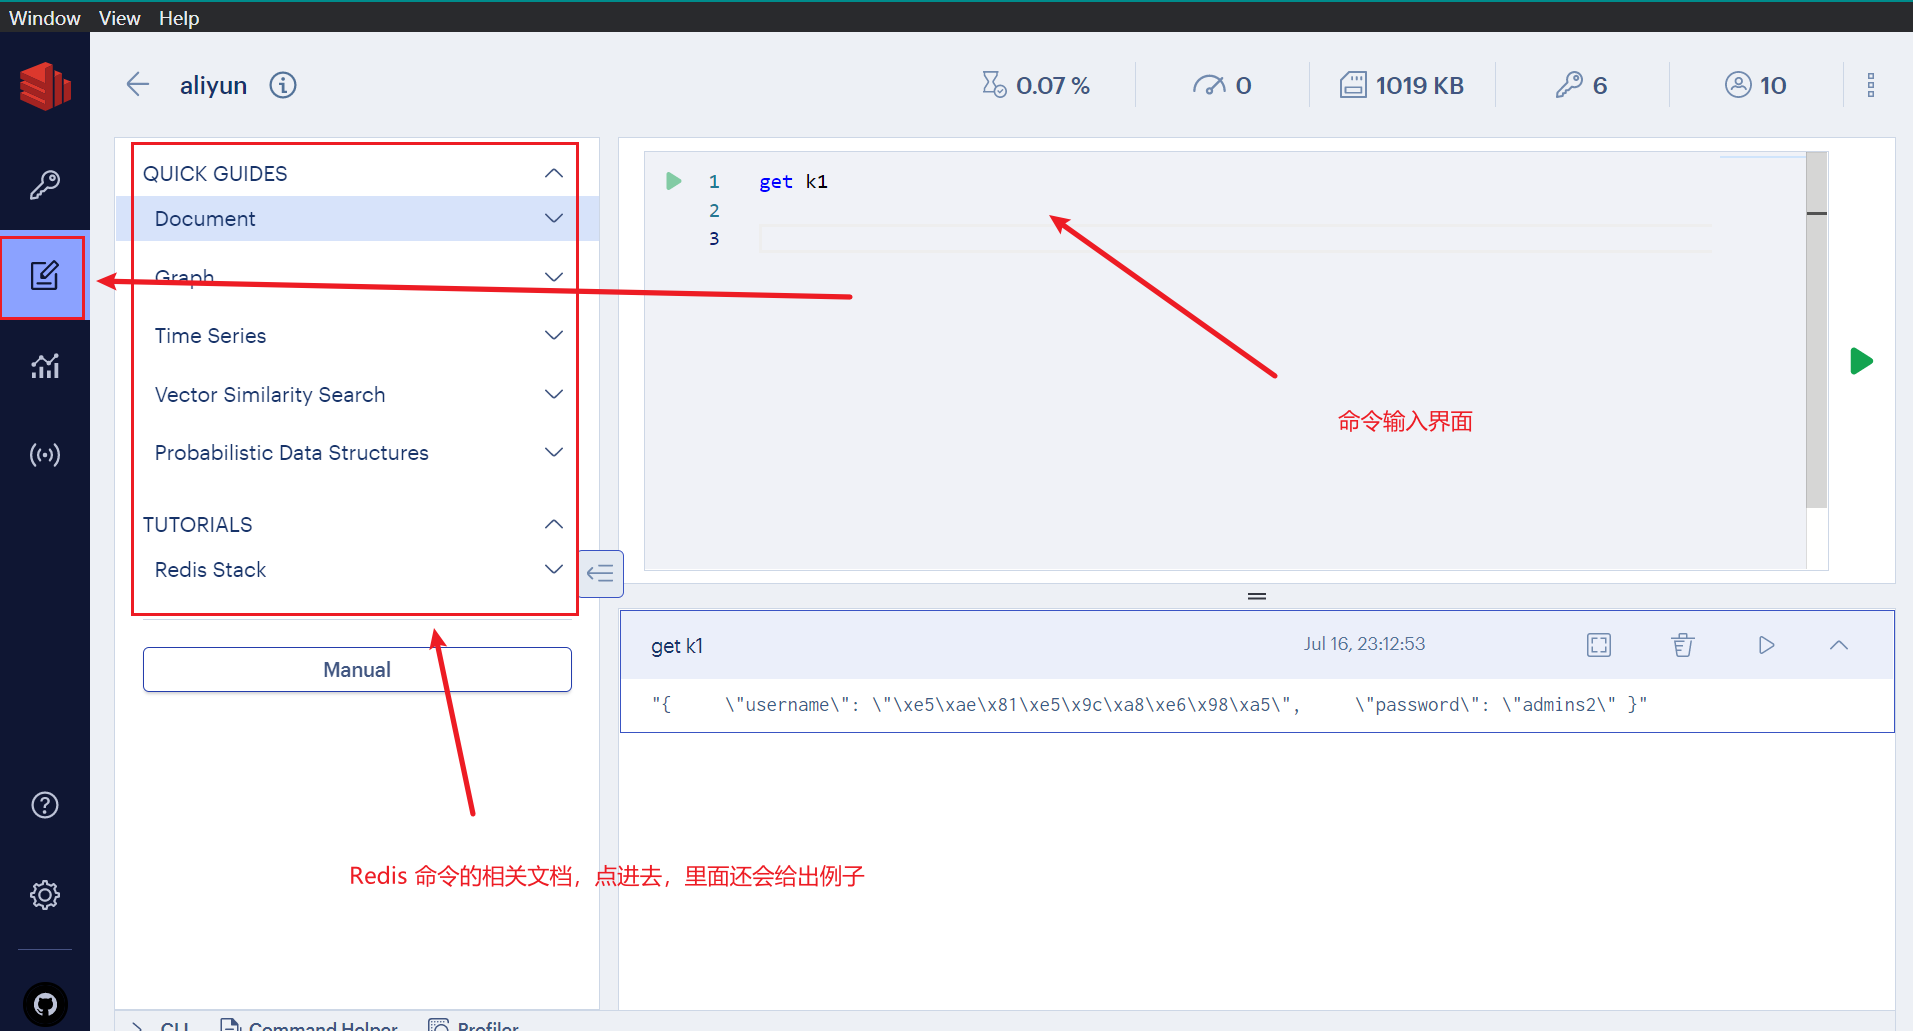 Window View Help
aliyun
0.07 %
0
1019 KB
6
10
QUICK GUIDES
Document
Graph
Time Series
Vector Similarity Search
Probabilistic Data Structures
TUTORIALS
Redis Stack
Manual
1 get k1
2
3
命令输入界面
get k1
Jul 16, 23:12:53
"{     \"username\": \"\xe5\xae\x81\xe5\x9c\xa8\xe6\x98\xa5\",     \"password\": \"admins2\" }"
Redis 命令的相关文档，点进去，里面还会给出例子
CLI Command Helper Profiler